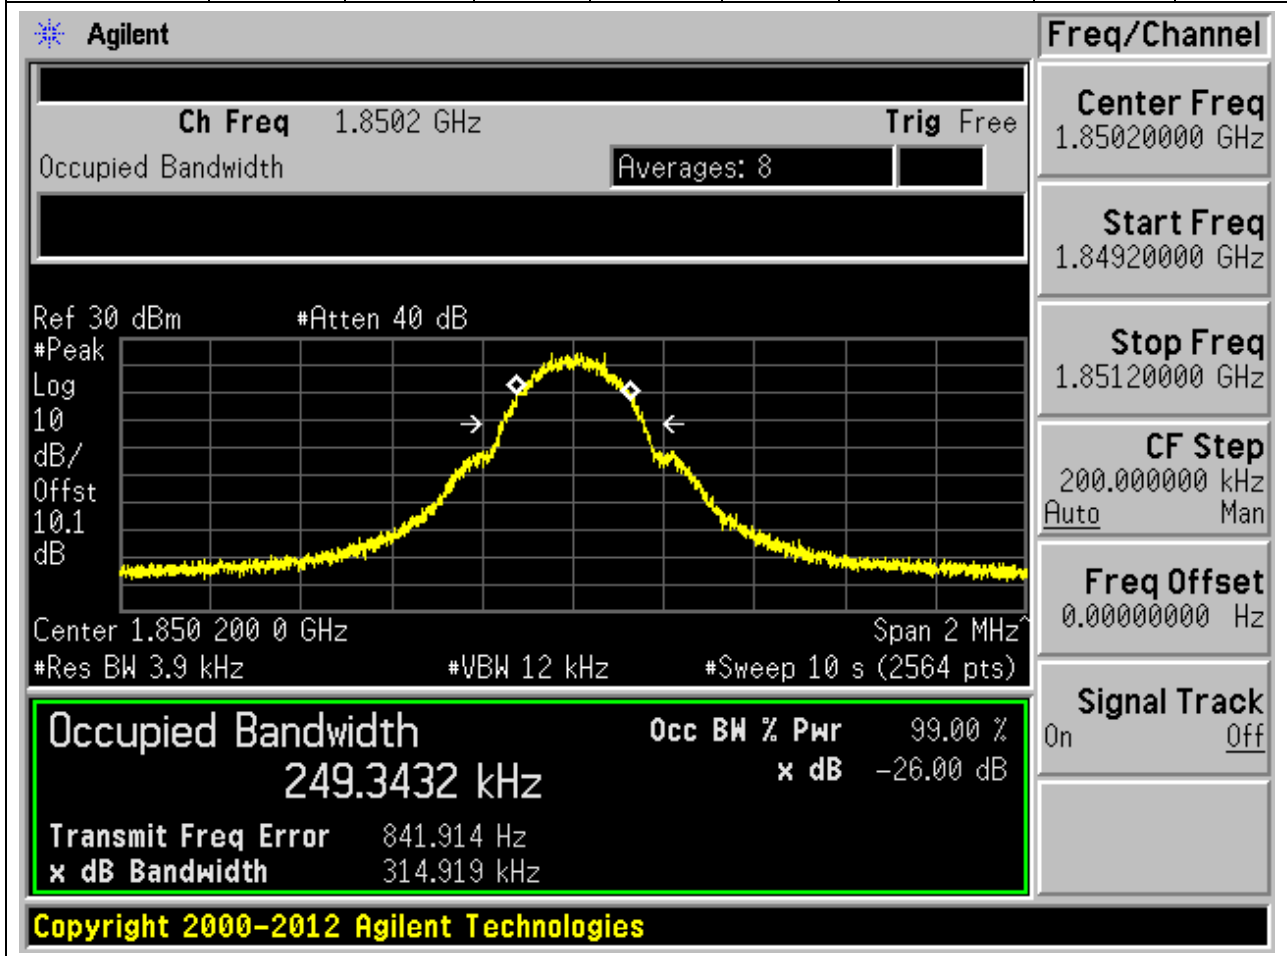 Agilent
Freq/Channel
Ch Freq 1.8502 GHz Trig Free
Occupied Bandwidth Averages: 8
Center Freq
1.85020000 GHz
Start Freq
1.84920000 GHz
Stop Freq
1.85120000 GHz
CF Step
200.000000 kHz
Auto Man
Freq Offset
0.00000000 Hz
Signal Track
On Off
Ref 30 dBm #Atten 40 dB
#Peak
Log
10
dB/
Offst
10.1
dB
Center 1.850 200 0 GHz Span 2 MHz^
#Res BW 3.9 kHz #VBW 12 kHz #Sweep 10 s (2564 pts)
Occupied Bandwidth Occ BW % Pwr 99.00 %
249.3432 kHz x dB -26.00 dB
Transmit Freq Error 841.914 Hz
x dB Bandwidth 314.919 kHz
Copyright 2000-2012 Agilent Technologies